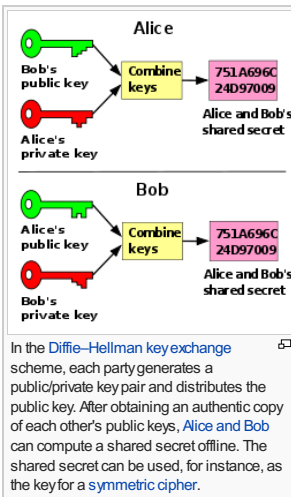 Alice
Bob's
public key
Combine
keys
751A696C
24D97009
Alice and Bob's
shared secret
Alice's
private key
Bob
Alice's
public key
Combine
keys
751A696C
24D97009
Alice and Bob's
shared secret
Bob's
private key
In the Diffie–Hellman key exchange
scheme, each party generates a
public/private key pair and distributes the
public key. After obtaining an authentic copy
of each other's public keys, Alice and Bob
can compute a shared secret offline. The
shared secret can be used, for instance, as
the key for a symmetric cipher.